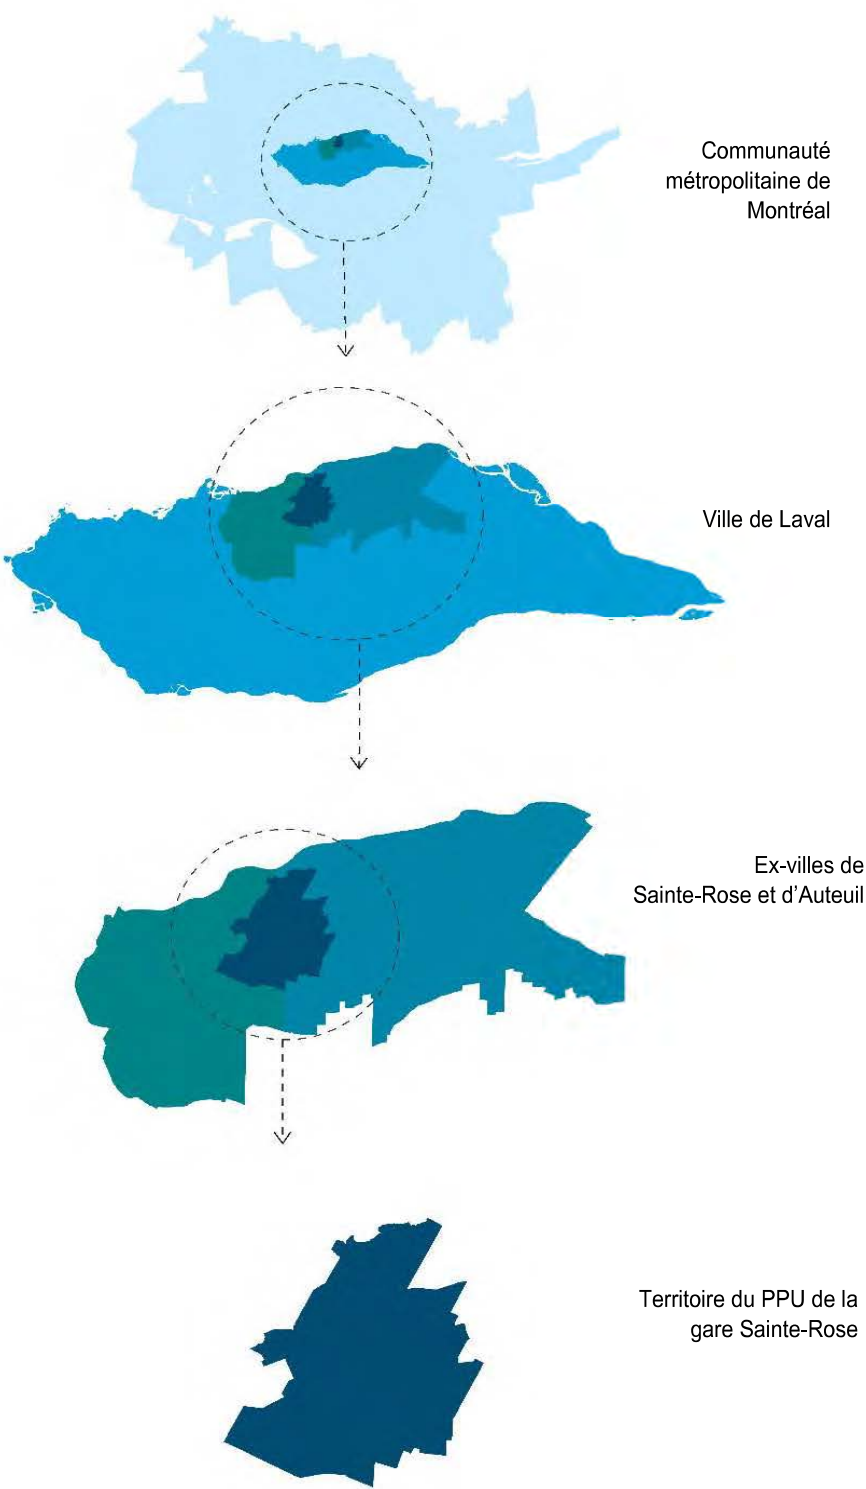 Communauté
métropolitaine de
Montréal
Ville de Laval
Ex-villes de
Sainte-Rose et d'Auteuil
Territoire du PPU de la
gare Sainte-Rose